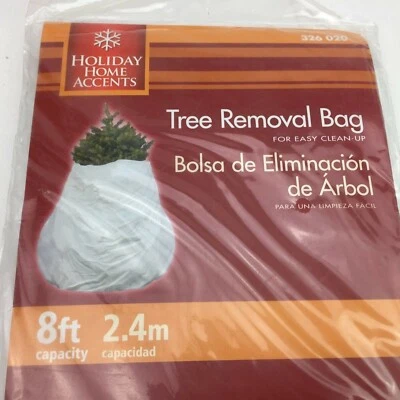 326 020
HOLIDAY
HOME
ACCENTS
Tree Removal Bag
FOR EASY CLEAN-UP
Bolsa de Eliminación
de Árbol
PARA UNA LIMPIEZA FACIL
8ft 2.4m
capacity capacidad